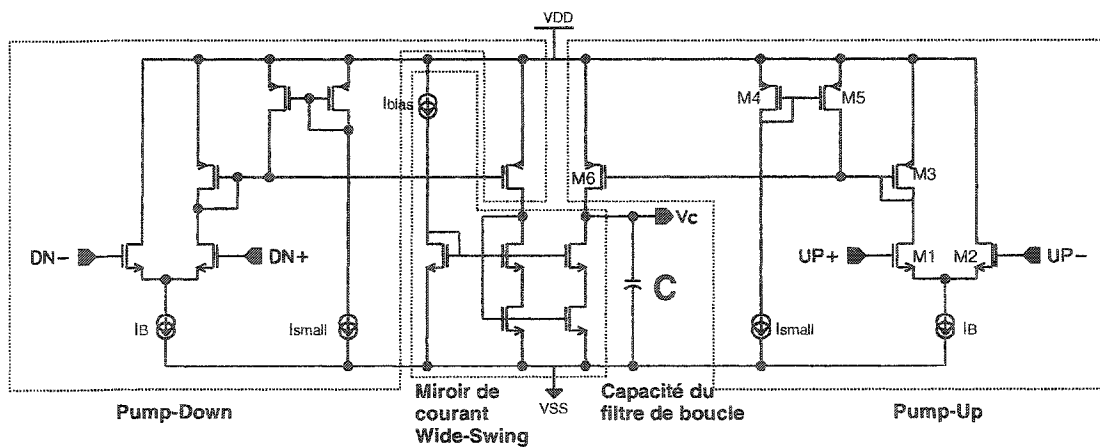 VDD
Ibias
M4
M5
M6
M3
Vc
DN-
DN+
UP+
M1
M2
UP-
C
IB
Ismall
Ismall
IB
VSS
Pump-Down
Miroir de
courant
Wide-Swing
Capacité du
filtre de boucle
Pump-Up